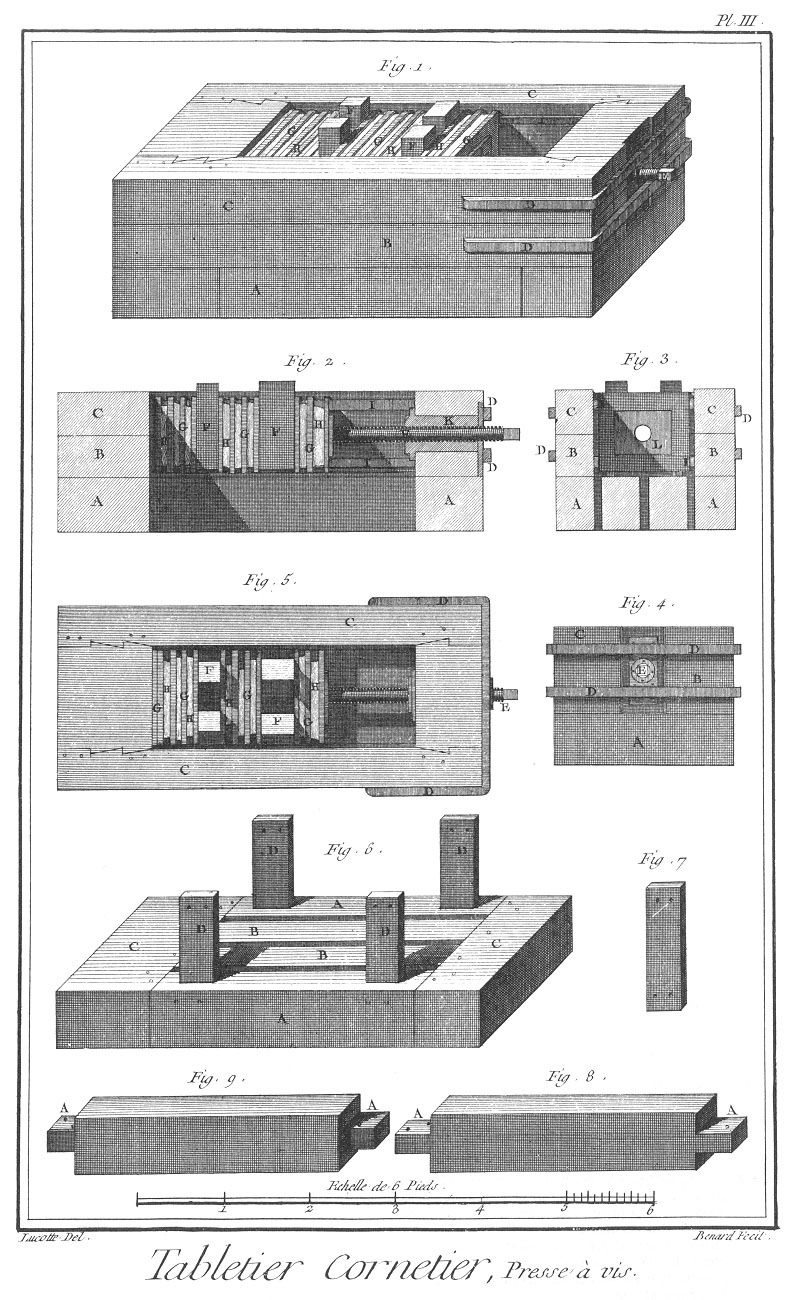 Pl. III.
Fig. 1.
C
F
G
H
G
H
F
H
G
C
D
B
D
A
Fig. 2.
Fig. 3.
C
B
A
G
F
H
F
G
H
I
I
K
D
D
A
C
B
A
L
C
B
A
D
D
Fig. 5.
Fig. 4.
D
C
G
H
G
H
F
H
G
F
G
H
E
C
D
C
D
E
B
D
A
Fig. 6.
Fig. 7
D
D
A
D
B
D
C
B
C
A
Fig. 9.
Fig. 8.
A
A
A
A
Echelle de 6 Pieds.
1 2 3 4 5 6
Lucotte Del.
Benard Fecit.
Tabletier Cornetier, Presse à vis.